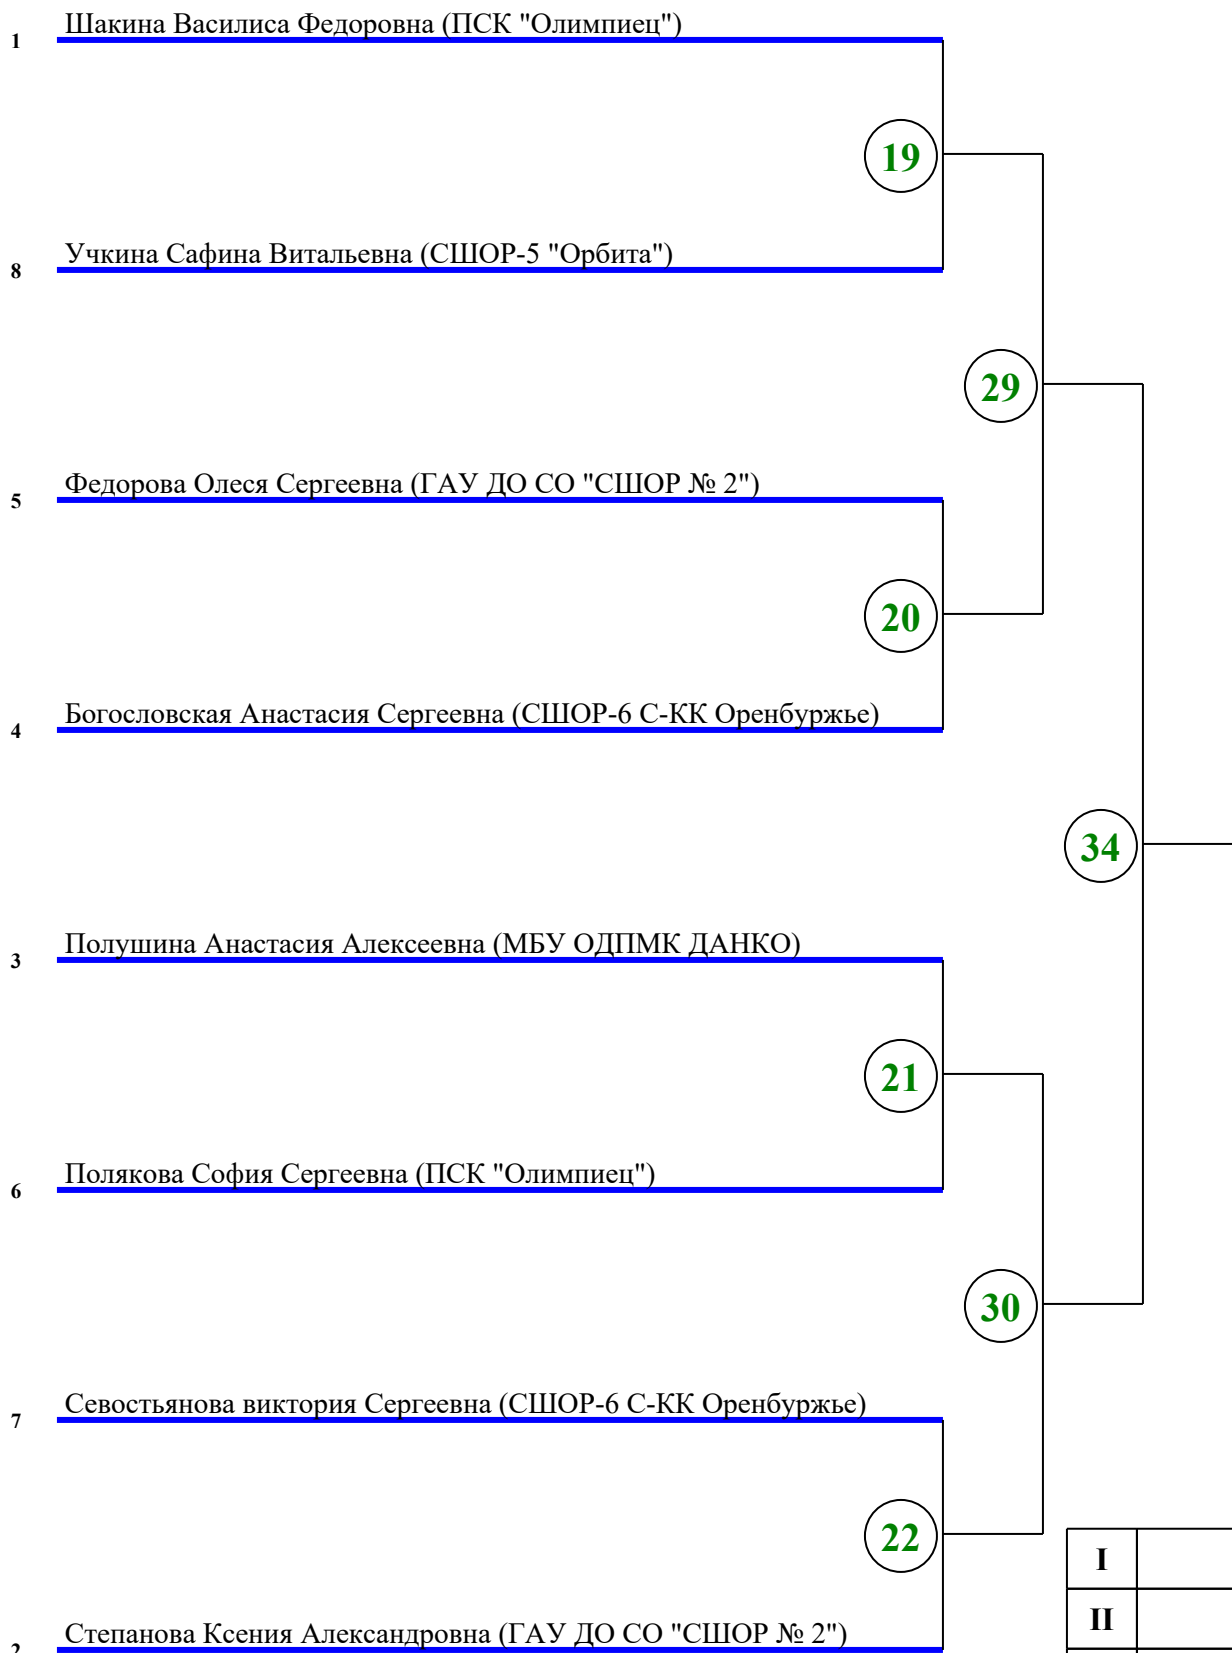 Шакина Василиса Федоровна (ПСК "Олимпиец")
1
19
Учкина Сафина Витальевна (СШОР-5 "Орбита")
8
29
Федорова Олеся Сергеевна (ГАУ ДО СО "СШОР № 2")
5
20
Богословская Анастасия Сергеевна (СШОР-6 С-КК Оренбуржье)
4
34
Полушина Анастасия Алексеевна (МБУ ОДПМК ДАНКО)
3
21
Полякова София Сергеевна (ПСК "Олимпиец")
6
30
Севостьянова виктория Сергеевна (СШОР-6 С-КК Оренбуржье)
7
22
I
II
Степанова Ксения Александровна (ГАУ ДО СО "СШОР № 2")
2